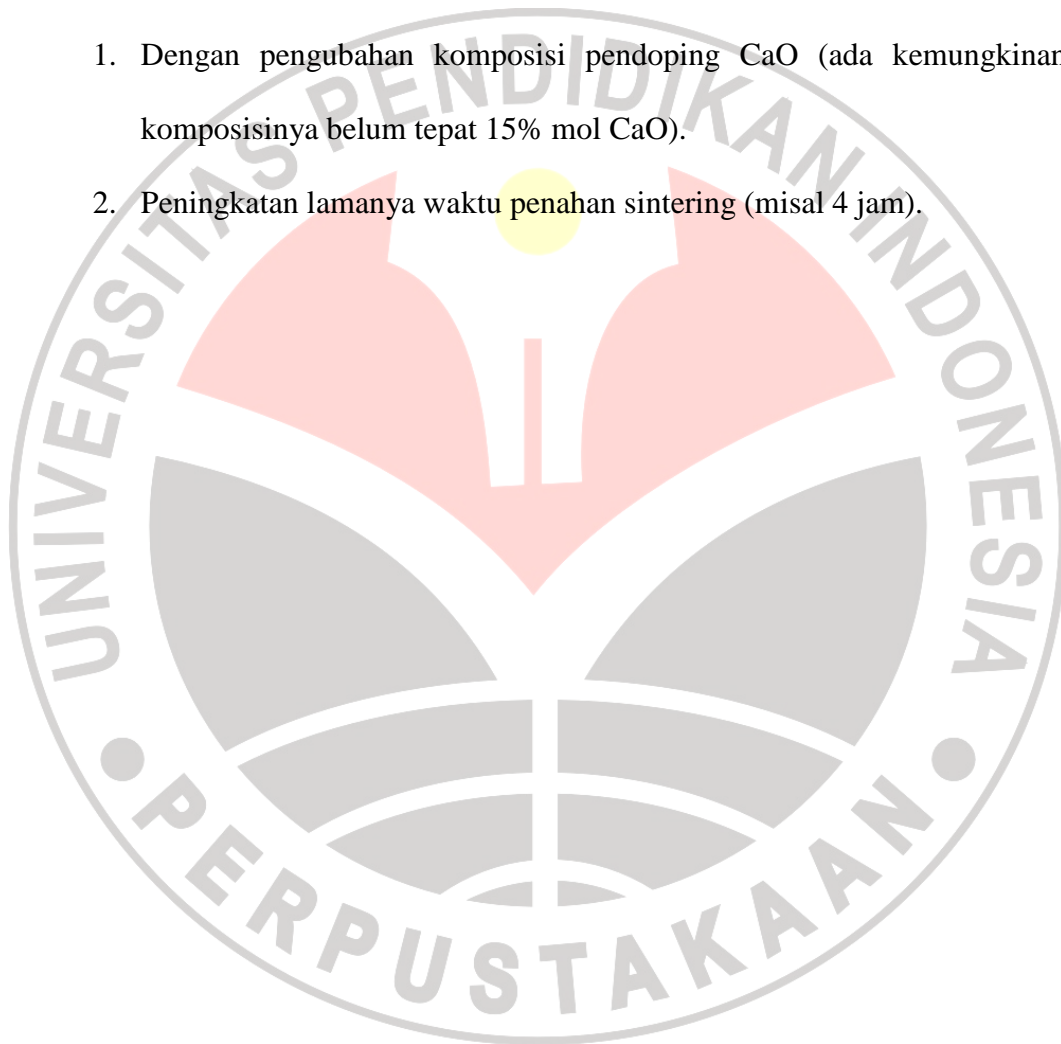 1. Dengan pengubahan komposisi pendoping CaO (ada kemungkinan
komposisinya belum tepat 15% mol CaO).
2. Peningkatan lamanya waktu penahan sintering (misal 4 jam).
UNIVERSITAS PENDIDIKAN INDONESIA
PERPUSTAKAAN